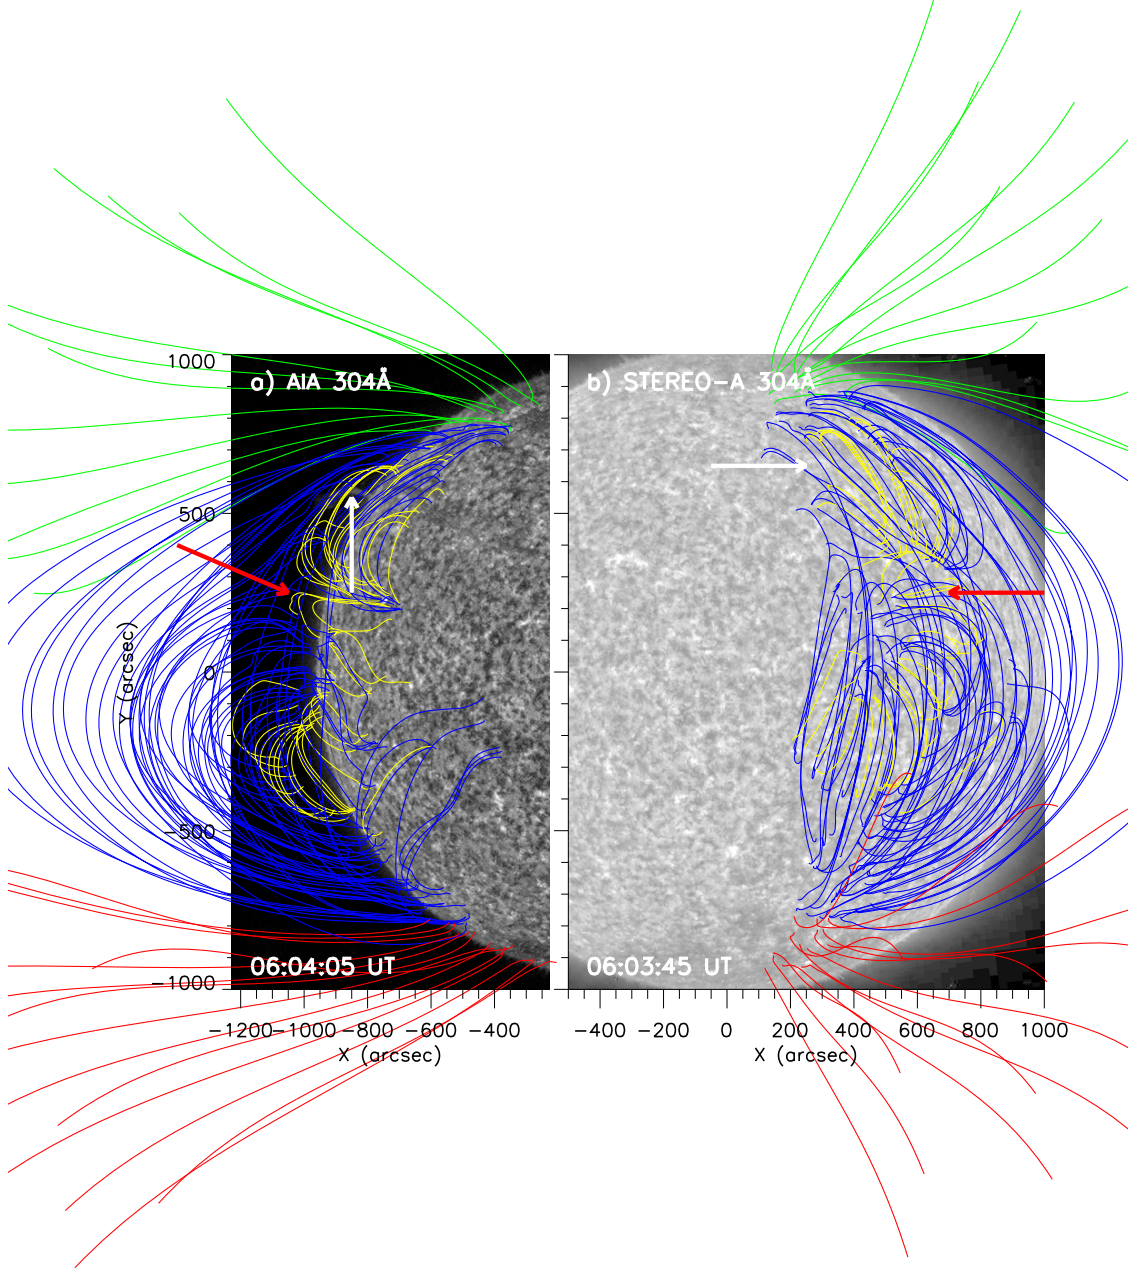 a) AIA 304Å
b) STEREO-A 304Å
1000
500
0
-500
-1000
Y (arcsec)
06:04:05 UT
06:03:45 UT
-1200 -1000 -800 -600 -400
-400 -200 0 200 400 600 800 1000
X (arcsec)
X (arcsec)